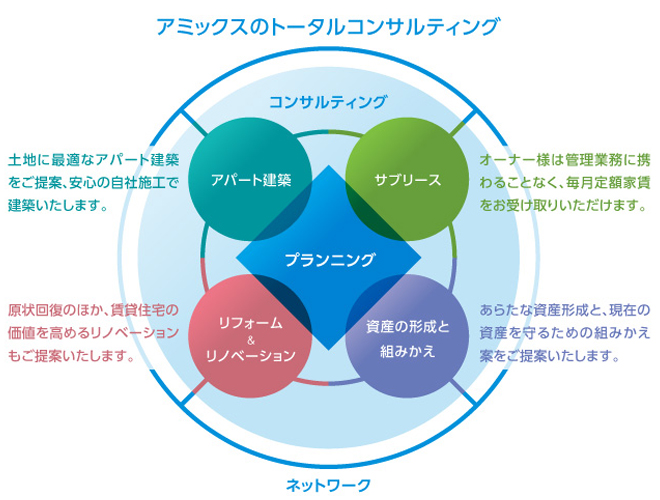 アミックスのトータルコンサルティング
コンサルティング
土地に最適なアパート建築
をご提案、安心の自社施工で
建築いたします。
アパート建築
サブリース
オーナー様は管理業務に携
わることなく、毎月定額家賃
をお受け取りいただけます。
プランニング
原状回復のほか、賃貸住宅の
価値を高めるリノベーション
もご提案いたします。
リフォーム
&
リノベーション
資産の形成と
組みかえ
あらたな資産形成と、現在の
資産を守るための組みかえ
案をご提案いたします。
ネットワーク